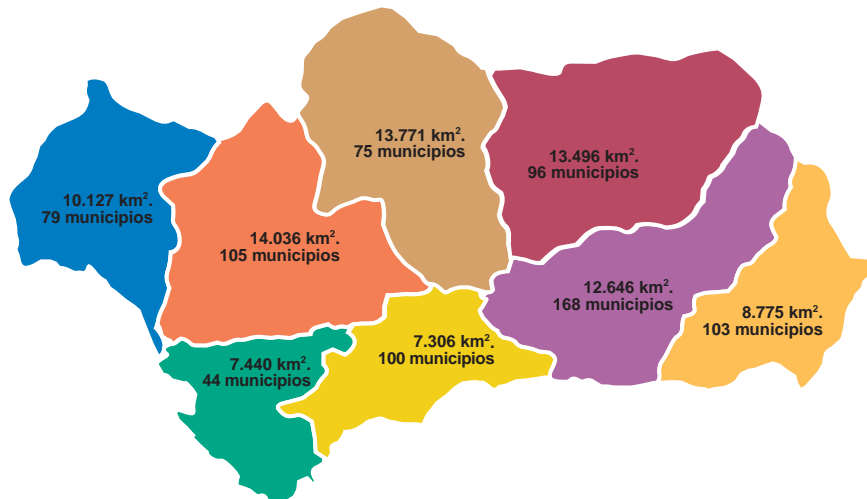 13.771 km².
75 municipios
13.496 km².
96 municipios
10.127 km².
79 municipios
14.036 km².
105 municipios
12.646 km².
168 municipios
8.775 km².
103 municipios
7.306 km².
100 municipios
7.440 km².
44 municipios